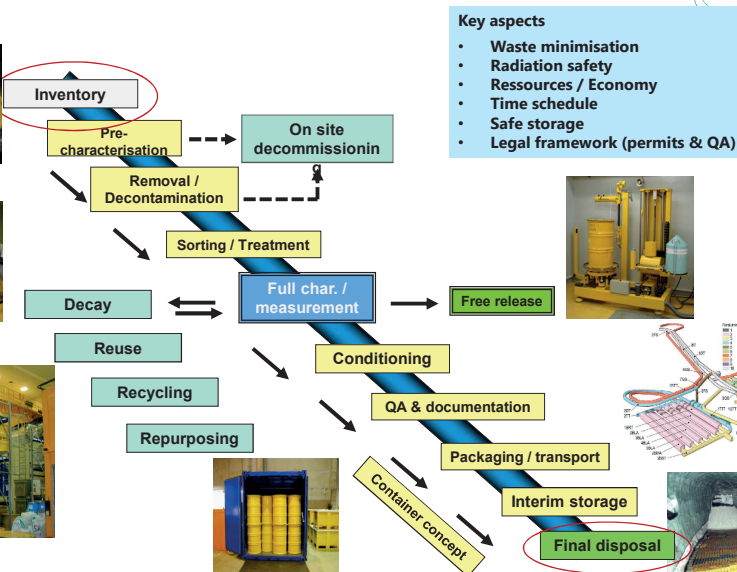 Key aspects
• Waste minimisation
• Radiation safety
• Ressources / Economy
• Time schedule
• Safe storage
• Legal framework (permits & QA)
Inventory
Pre-
characterisation
On site
decommissionin
g
Removal /
Decontamination
Sorting / Treatment
Full char. /
measurement
Free release
Decay
Reuse
Recycling
Repurposing
Conditioning
QA & documentation
Packaging / transport
Interim storage
Container concept
Final disposal